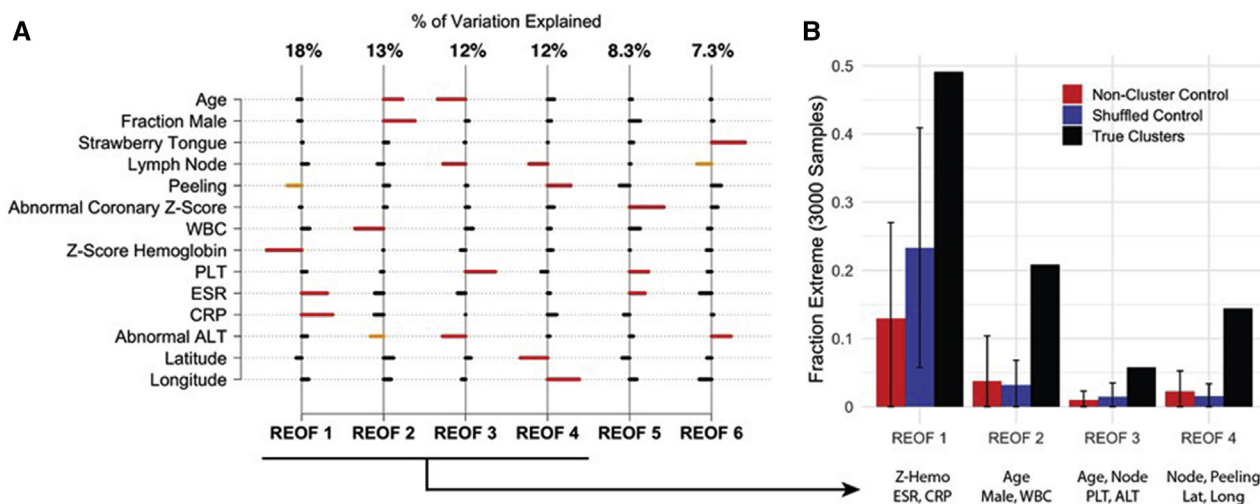 A
% of Variation Explained
18% 13% 12% 12% 8.3% 7.3%
Age
Fraction Male
Strawberry Tongue
Lymph Node
Peeling
Abnormal Coronary Z-Score
WBC
Z-Score Hemoglobin
PLT
ESR
CRP
Abnormal ALT
Latitude
Longitude
REOF 1 REOF 2 REOF 3 REOF 4 REOF 5 REOF 6
B
Fraction Extreme (3000 Samples)
0.5
0.4
0.3
0.2
0.1
0
Non-Cluster Control
Shuffled Control
True Clusters
REOF 1 REOF 2 REOF 3 REOF 4
Z-Hemo Age Age, Node Node, Peeling
ESR, CRP Male, WBC PLT, ALT Lat, Long